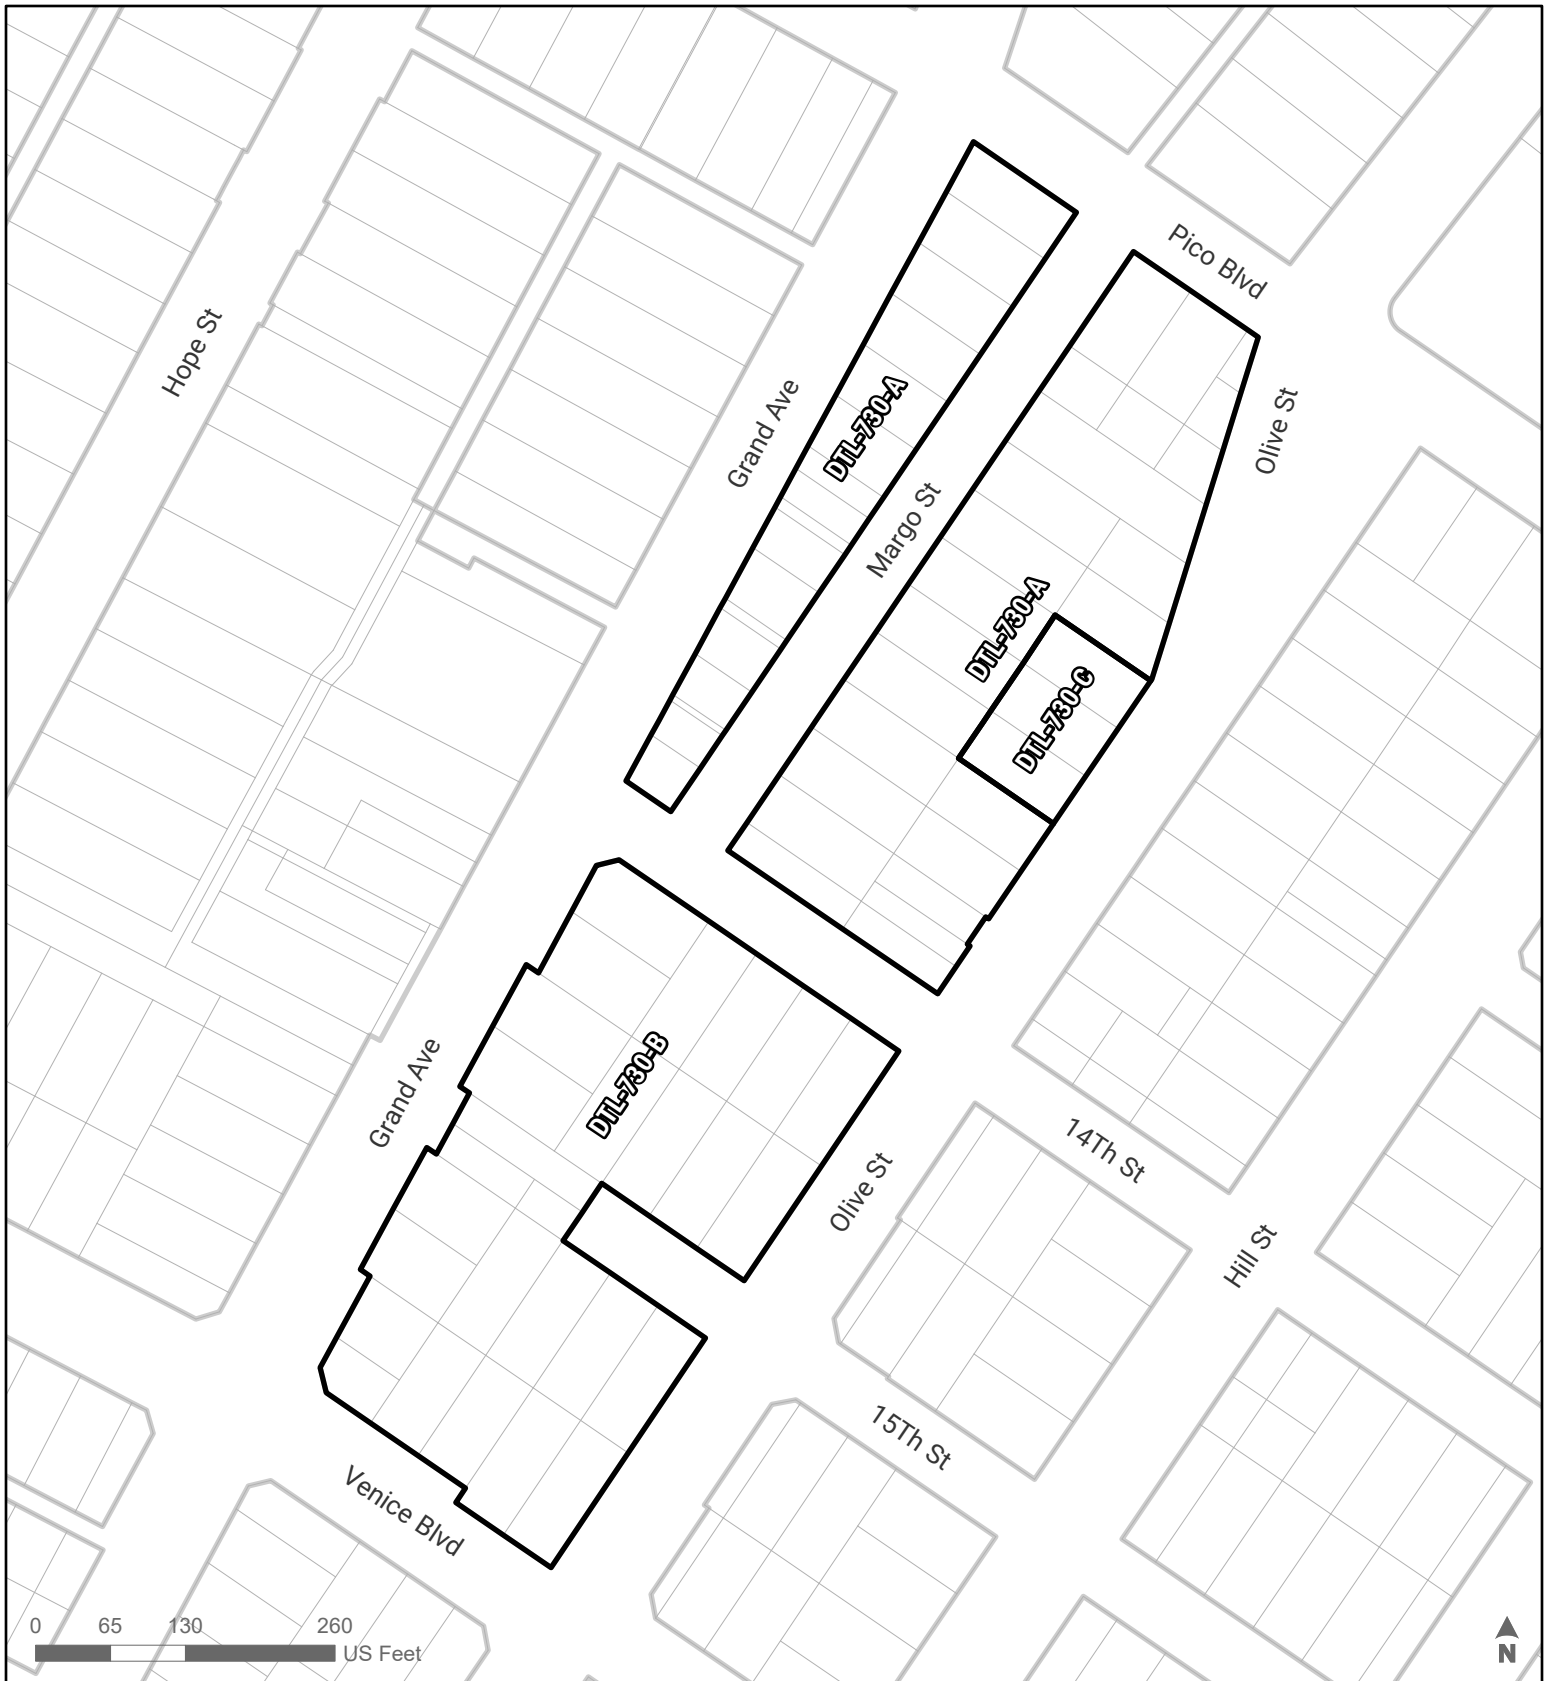 Pico Blvd
Hope St
Grand Ave
DTL-730-A
Olive St
Margo St
DTL-730-A
DTL-730-C
Grand Ave
DTL-730-B
14Th St
Olive St
Hill St
15Th St
Venice Blvd
0 65 130 260
US Feet
N